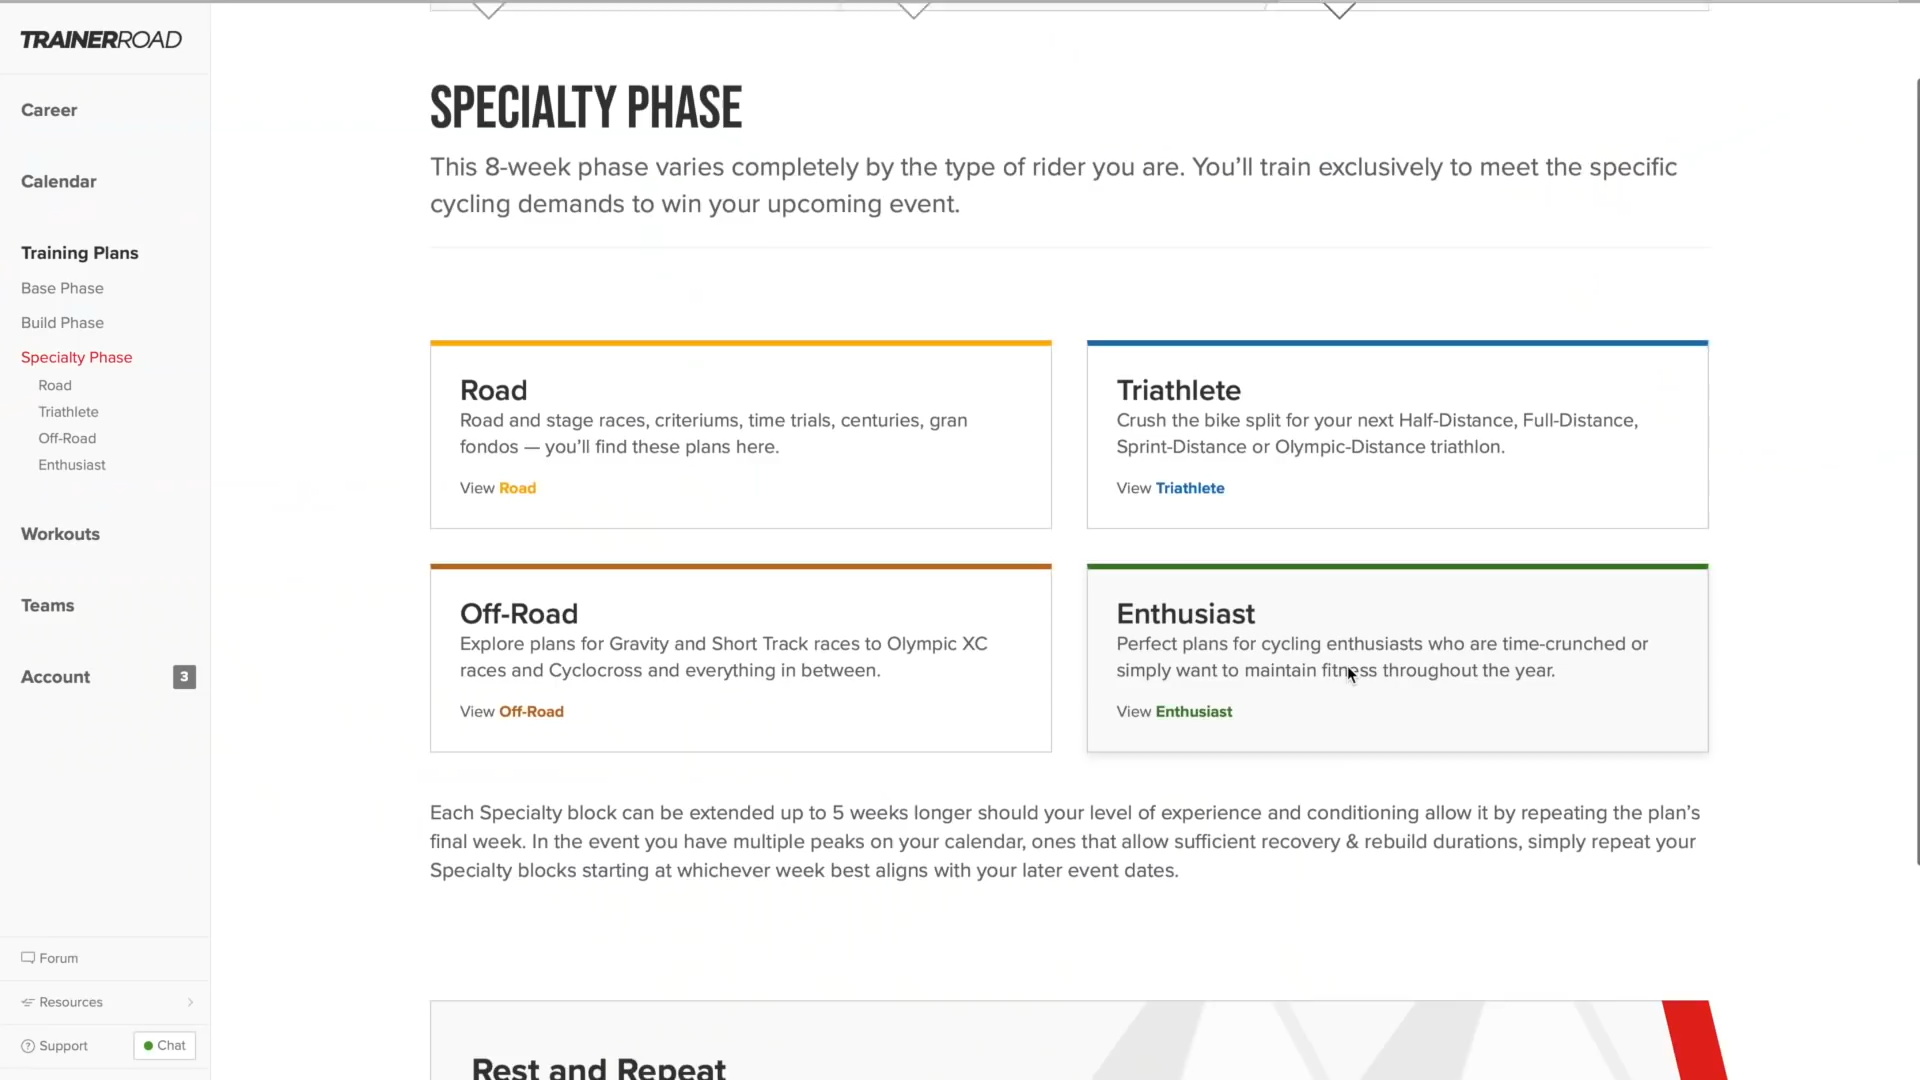 TRAINERROAD
Career
Calendar
Training Plans
Base Phase
Build Phase
Specialty Phase
Road
Triathlete
Off-Road
Enthusiast
Workouts
Teams
Account 3
Forum
Resources
Support Chat
SPECIALTY PHASE
This 8-week phase varies completely by the type of rider you are. You’ll train exclusively to meet the specific
cycling demands to win your upcoming event.
Road
Road and stage races, criteriums, time trials, centuries, gran
fondos — you’ll find these plans here.
View Road
Triathlete
Crush the bike split for your next Half-Distance, Full-Distance,
Sprint-Distance or Olympic-Distance triathlon.
View Triathlete
Off-Road
Explore plans for Gravity and Short Track races to Olympic XC
races and Cyclocross and everything in between.
View Off-Road
Enthusiast
Perfect plans for cycling enthusiasts who are time-crunched or
simply want to maintain fitness throughout the year.
View Enthusiast
Each Specialty block can be extended up to 5 weeks longer should your level of experience and conditioning allow it by repeating the plan’s
final week. In the event you have multiple peaks on your calendar, ones that allow sufficient recovery & rebuild durations, simply repeat your
Specialty blocks starting at whichever week best aligns with your later event dates.
Rest and Repeat